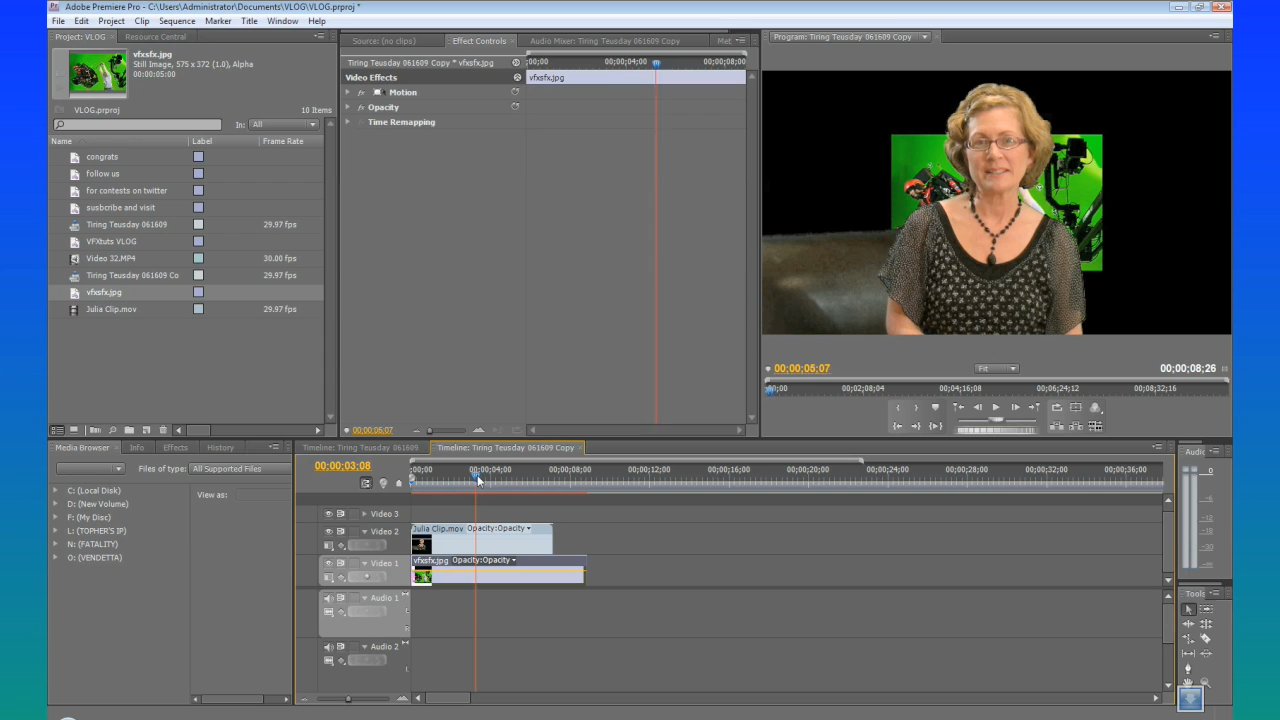 Adobe Premiere Pro - C:\Users\Administrator\Documents\VLOG\VLOG.prproj *
File Edit Project Clip Sequence Marker Title Window Help
Project: VLOG Resource Central
vfxsfx.jpg
Still Image, 575 x 372 (1.0), Alpha
00;00;05;00
VLOG.prproj 10 Items
In: All
Name Label Frame Rate
congrats
follow us
for contests on twitter
susbcribe and visit
Tiring Teusday 061609 29.97 fps
VFXtuts VLOG
Video 32.MP4 30.00 fps
Tiring Teusday 061609 Co 29.97 fps
vfxsfx.jpg
Julia Clip.mov 29.97 fps
Source: (no clips) Effect Controls Audio Mixer: Tiring Teusday 061609 Copy Met
Tiring Teusday 061609 Copy * vfxsfx.jpg ;00;00 00;00;04;00 00;00;08;00
Video Effects vfxsfx.jpg
fx Motion
fx Opacity
Time Remapping
00;00;05;07
Program: Tiring Teusday 061609 Copy
00;00;05;07 Fit 00;00;08;26
;00;00 00;02;08;04 00;04;16;08 00;06;24;12 00;08;32;16
Media Browser Info Effects History
Files of type: All Supported Files
C: (Local Disk) View as:
D: (New Volume)
F: (My Disc)
L: (TOPHER'S IP)
N: (FATALITY)
O: (VENDETTA)
Timeline: Tiring Teusday 061609 Timeline: Tiring Teusday 061609 Copy
00;00;03;08 ;00;00 00;00;04;00 00;00;08;00 00;00;12;00 00;00;16;00 00;00;20;00 00;00;24;00 00;00;28;00 00;00;32;00 00;00;36;00
Video 3
Video 2 Julia Clip.mov Opacity:Opacity
Video 1 vfxsfx.jpg Opacity:Opacity
Audio 1
L
R
Audio 2
L
Audio
0
-6
-12
-18
-30
Tools